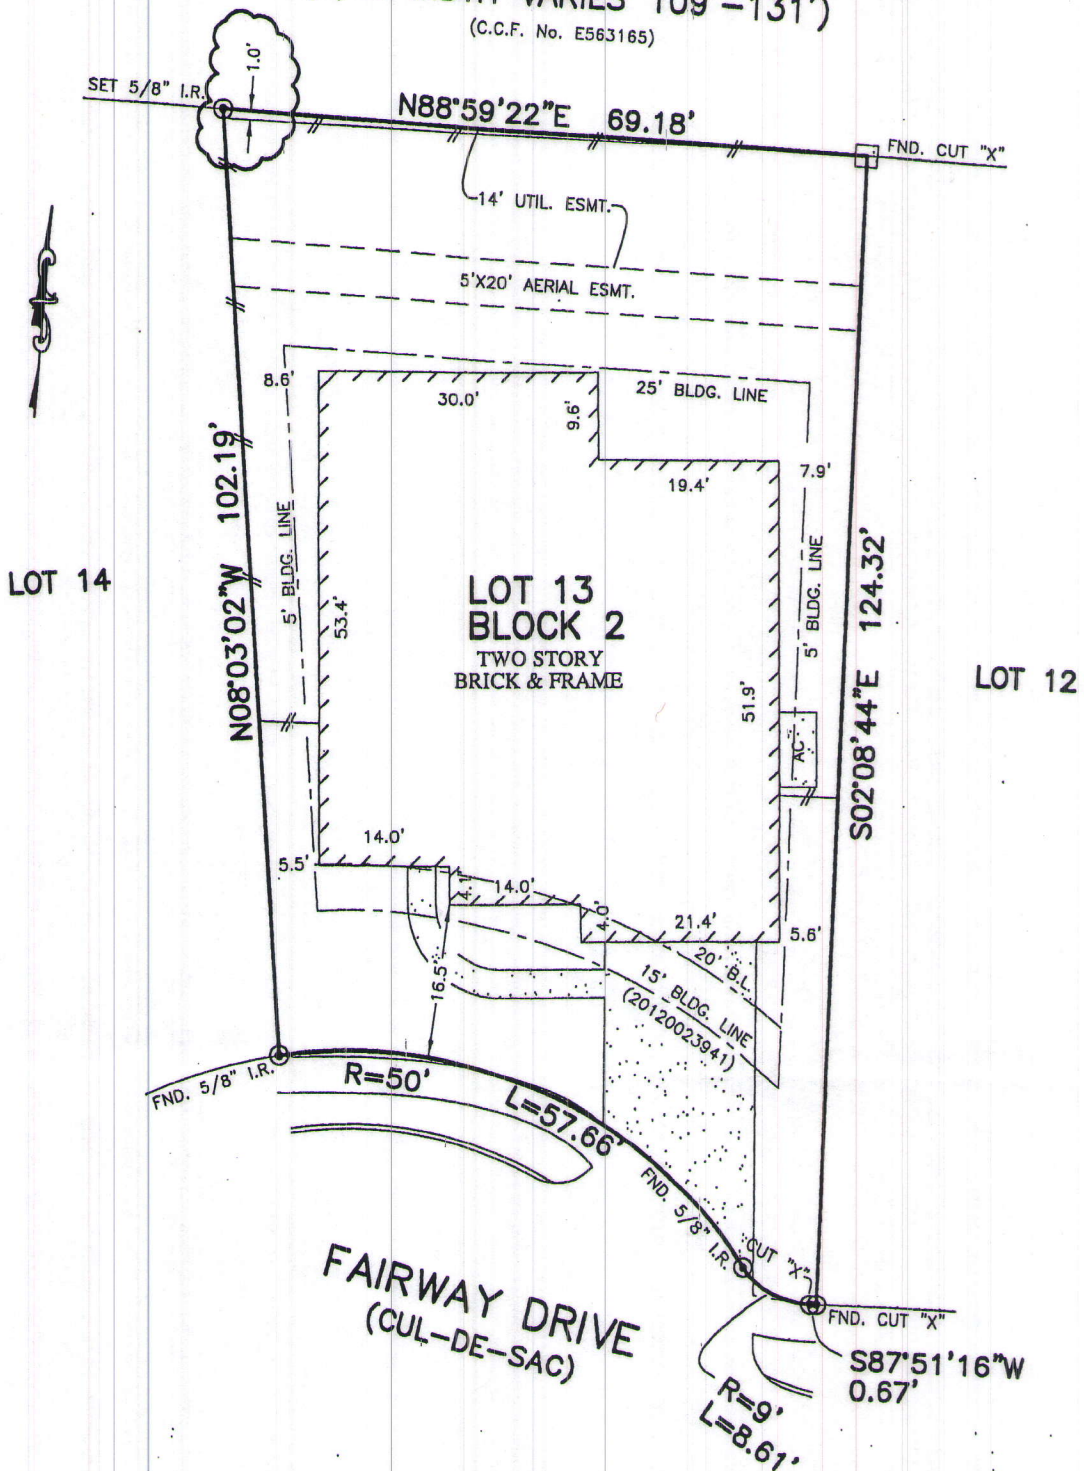 VARIES 109'-131')
(C.C.F. No. E563165)
1.0'
SET 5/8" I.R.
N88°59'22"E 69.18'
FND. CUT "X"
14' UTIL. ESMT.
5'X20' AERIAL ESMT.
8.6'
30.0'
9.6'
25' BLDG. LINE
19.4'
7.9'
N08°03'02"W 102.19'
5' BLDG. LINE
53.4'
LOT 14
LOT 13
BLOCK 2
TWO STORY
BRICK & FRAME
51.9'
5' BLDG. LINE
AC
S02°08'44"E 124.32'
LOT 12
14.0'
5.5'
4.1'
14.0'
4.0'
21.4'
5.6'
20' B.L.
15' BLDG. LINE
(20120023941)
16.5'
FND. 5/8" I.R.
R=50'
L=57.66'
FND. 5/8" I.R.
CUT "X"
FND. CUT "X"
FAIRWAY DRIVE
(CUL-DE-SAC)
S87°51'16"W
0.67'
R=9'
L=8.61'